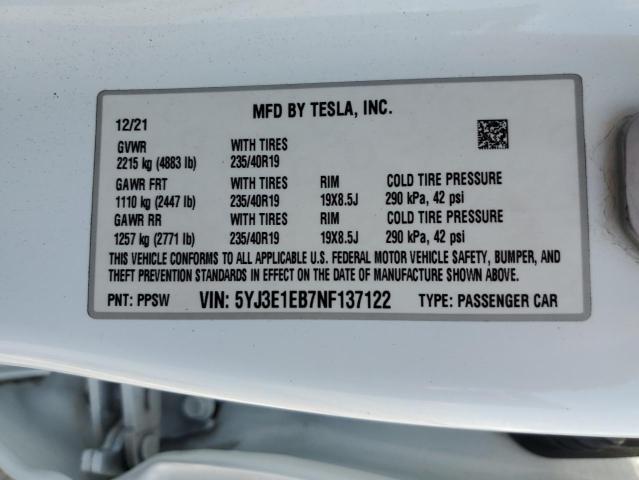 MFD BY TESLA, INC.
12/21
GVWR WITH TIRES
2215 kg (4883 lb) 235/40R19
GAWR FRT WITH TIRES RIM COLD TIRE PRESSURE
1110 kg (2447 lb) 235/40R19 19X8.5J 290 kPa, 42 psi
GAWR RR WITH TIRES RIM COLD TIRE PRESSURE
1257 kg (2771 lb) 235/40R19 19X8.5J 290 kPa, 42 psi
THIS VEHICLE CONFORMS TO ALL APPLICABLE U.S. FEDERAL MOTOR VEHICLE SAFETY, BUMPER, AND
THEFT PREVENTION STANDARDS IN EFFECT ON THE DATE OF MANUFACTURE SHOWN ABOVE.
PNT: PPSW VIN: 5YJ3E1EB7NF137122 TYPE: PASSENGER CAR